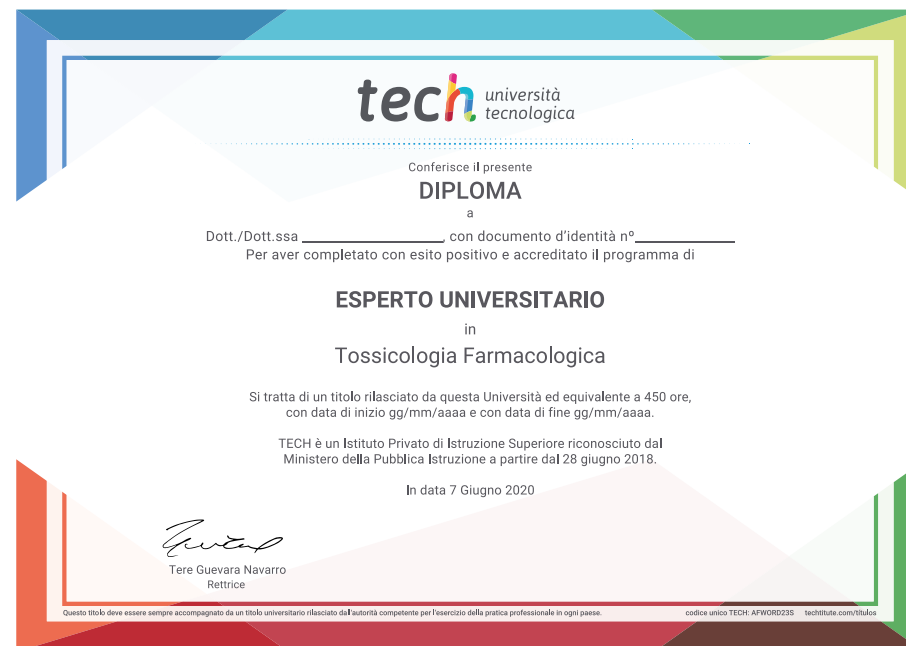 tech università
tecnologica
Conferisce il presente
DIPLOMA
a
Dott./Dott.ssa ____________________, con documento d'identità nº______________
Per aver completato con esito positivo e accreditato il programma di
ESPERTO UNIVERSITARIO
in
Tossicologia Farmacologica
Si tratta di un titolo rilasciato da questa Università ed equivalente a 450 ore,
con data di inizio gg/mm/aaaa e con data di fine gg/mm/aaaa.
TECH è un Istituto Privato di Istruzione Superiore riconosciuto dal
Ministero della Pubblica Istruzione a partire dal 28 giugno 2018.
In data 7 Giugno 2020
Tere Guevara Navarro
Rettrice
Questo titolo deve essere sempre accompagnato da un titolo universitario rilasciato dall'autorità competente per l'esercizio della pratica professionale in ogni paese. codice unico TECH: AFWORD23S techtitute.com/titulos